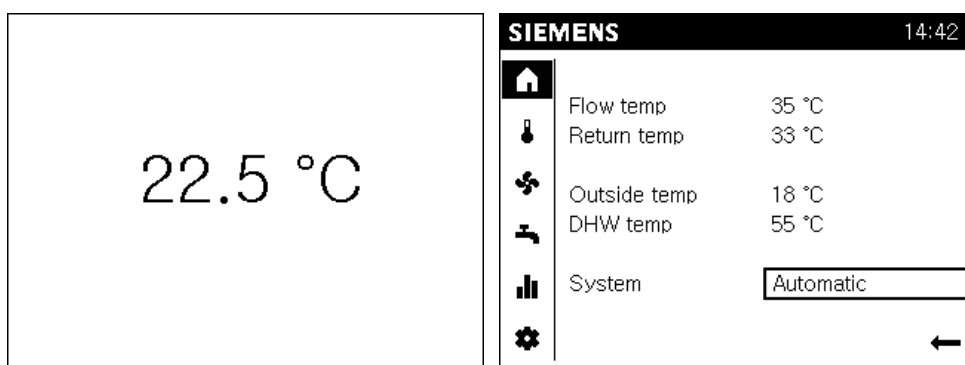 22.5 °C
SIEMENS 14:42
Flow temp 35 °C
Return temp 33 °C
Outside temp 18 °C
DHW temp 55 °C
System Automatic